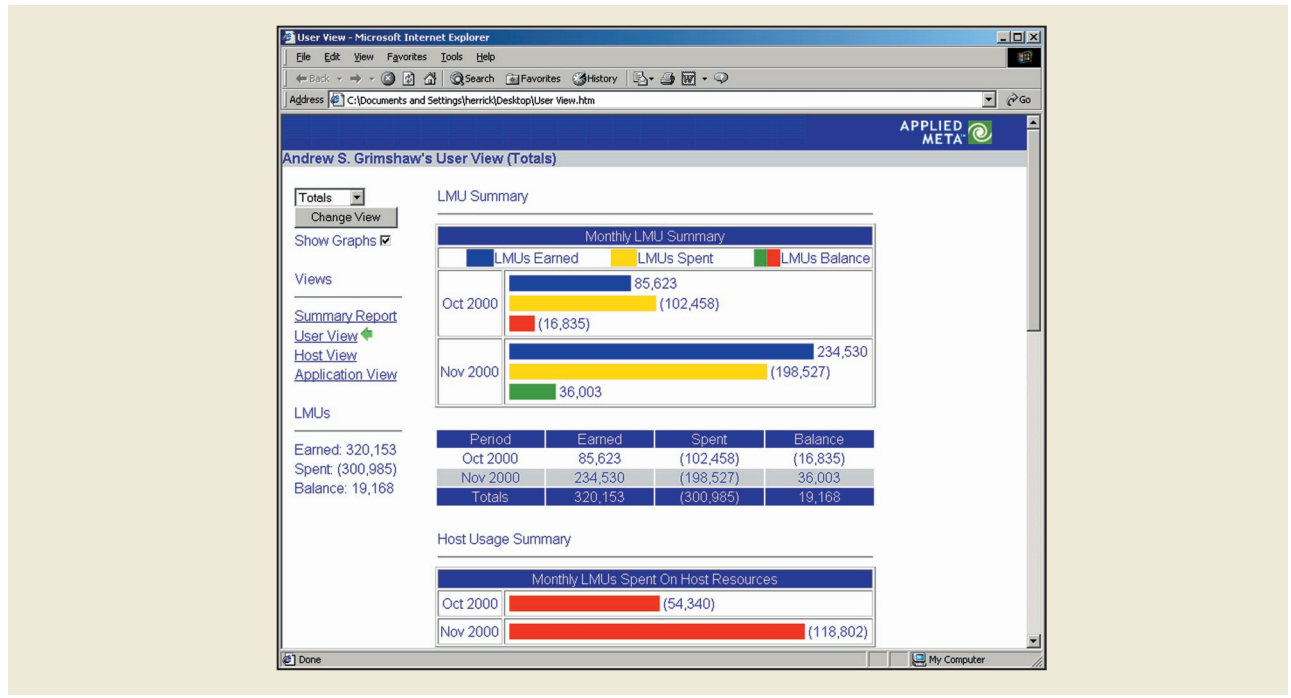 User View - Microsoft Internet Explorer
File Edit View Favorites Tools Help
Back Search Favorites History
Address C:\Documents and Settings\herrick\Desktop\User View.htm Go
APPLIED
META™
Andrew S. Grimshaw's User View (Totals)
Totals
Change View
Show Graphs
Views
Summary Report
User View
Host View
Application View
LMUs
Earned: 320,153
Spent: (300,985)
Balance: 19,168
LMU Summary
Monthly LMU Summary
LMUs Earned LMUs Spent LMUs Balance
Oct 2000
85,623
(102,458)
(16,835)
Nov 2000
234,530
(198,527)
36,003
Period Earned Spent Balance
Oct 2000 85,623 (102,458) (16,835)
Nov 2000 234,530 (198,527) 36,003
Totals 320,153 (300,985) 19,168
Host Usage Summary
Monthly LMUs Spent On Host Resources
Oct 2000 (54,340)
Nov 2000 (118,802)
Done My Computer